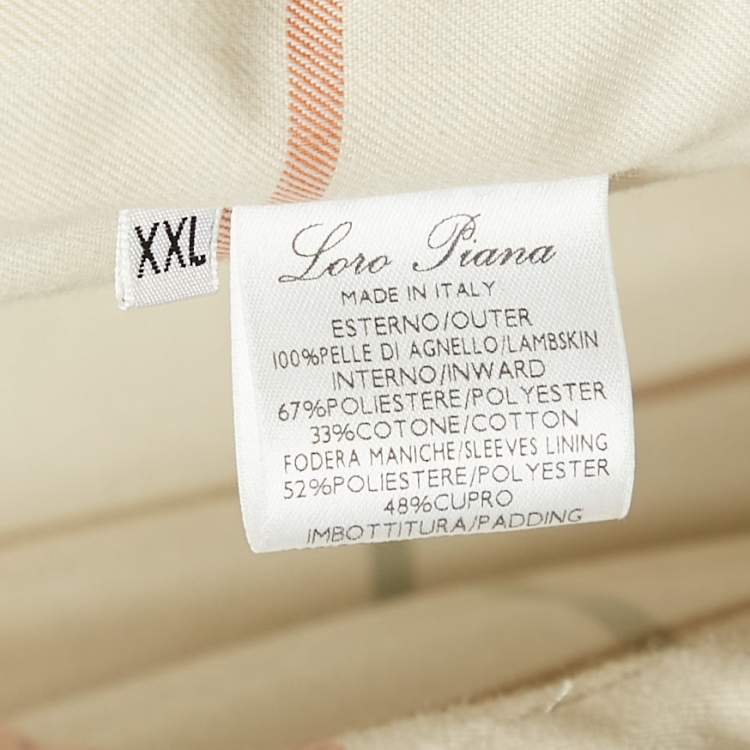 XXL
Loro Piana
MADE IN ITALY
ESTERNO/OUTER
100%PELLE DI AGNELLO/LAMBSKIN
INTERNO/INWARD
67%POLIESTERE/POLYESTER
33%COTONE/COTTON
FODERA MANICHE/SLEEVES LINING
52%POLIESTERE/POLYESTER
48%CUPRO
IMBOTTITURA/PADDING